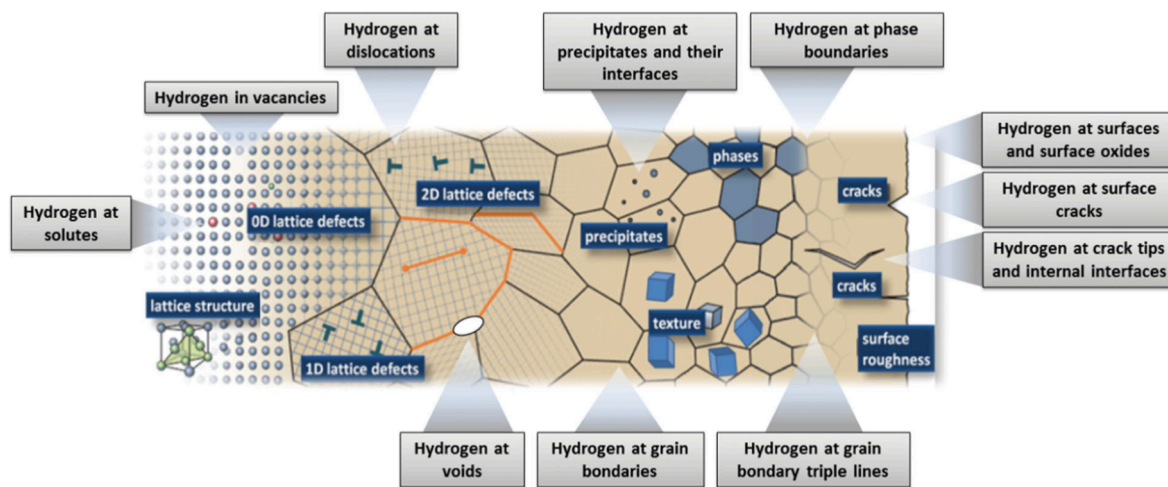 Hydrogen at
dislocations
Hydrogen at
precipitates and their
interfaces
Hydrogen at phase
boundaries
Hydrogen in vacancies
Hydrogen at surfaces
and surface oxides
phases
2D lattice defects
cracks
Hydrogen at surface
cracks
Hydrogen at
solutes
0D lattice defects
precipitates
Hydrogen at crack tips
and internal interfaces
cracks
lattice structure
texture
surface
roughness
1D lattice defects
Hydrogen at
voids
Hydrogen at grain
bondaries
Hydrogen at grain
bondary triple lines